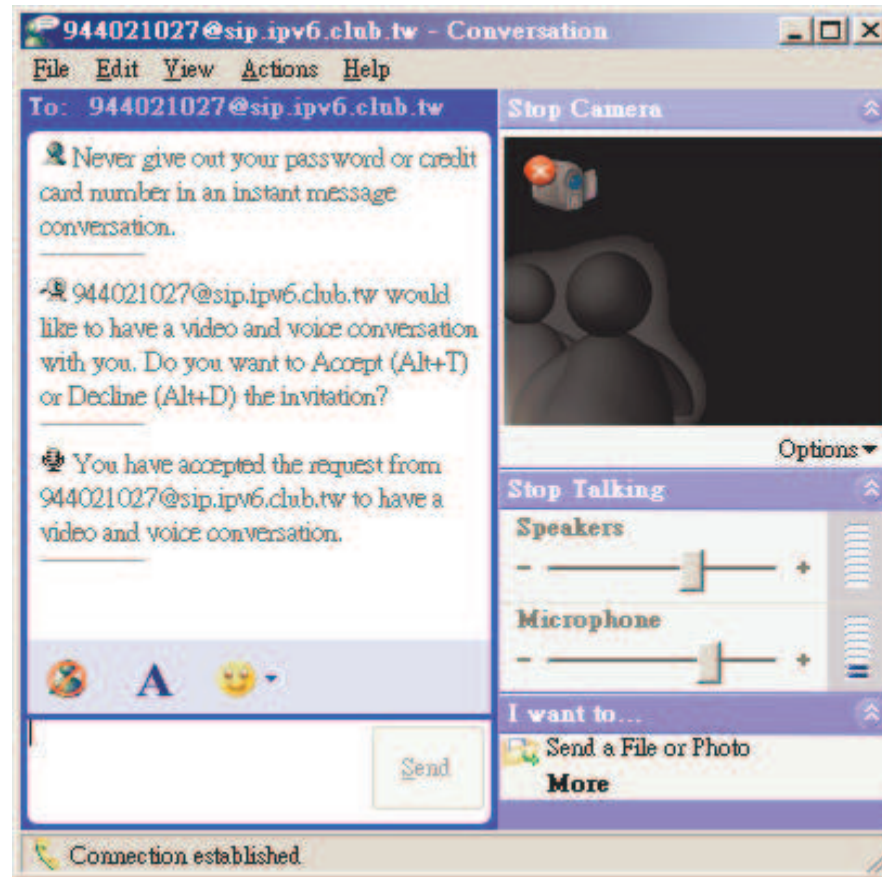 944021027@sip.ipv6.club.tw - Conversation
File Edit View Actions Help
To: 944021027@sip.ipv6.club.tw
Never give out your password or credit
card number in an instant message
conversation.
944021027@sip.ipv6.club.tw would
like to have a video and voice conversation
with you. Do you want to Accept (Alt+T)
or Decline (Alt+D) the invitation?
You have accepted the request from
944021027@sip.ipv6.club.tw to have a
video and voice conversation.
A
Send
Stop Camera
Options
Stop Talking
Speakers
- +
Microphone
- +
I want to...
Send a File or Photo
More
Connection established